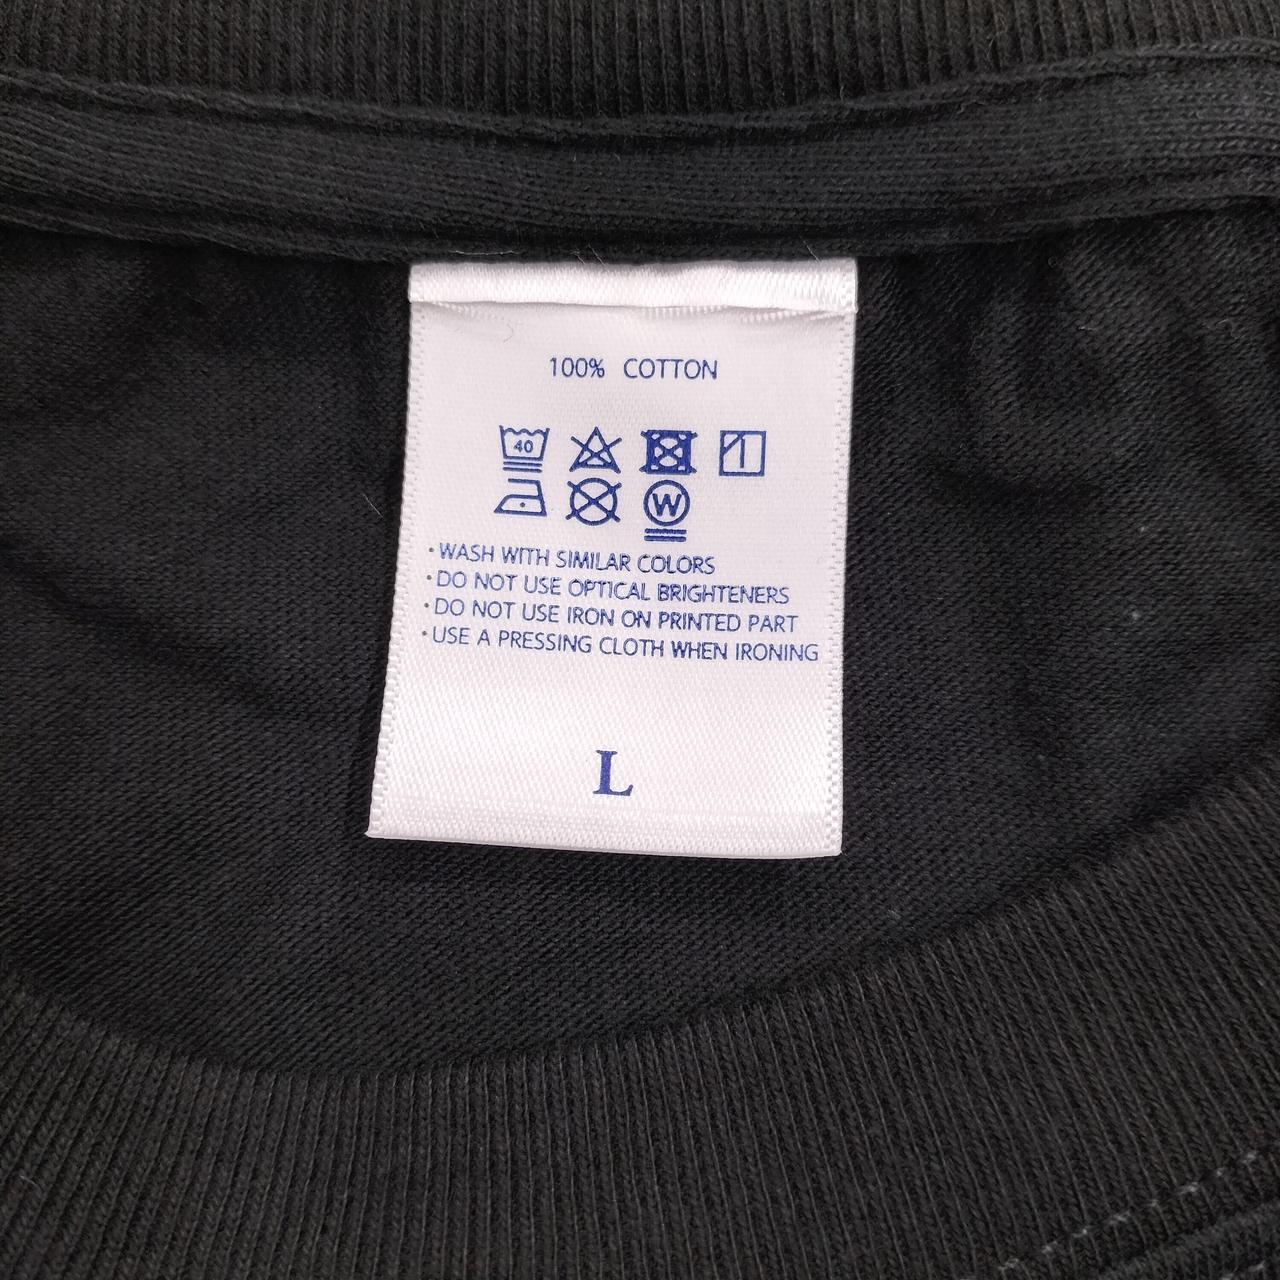 100% COTTON
40
W
·WASH WITH SIMILAR COLORS
·DO NOT USE OPTICAL BRIGHTENERS
·DO NOT USE IRON ON PRINTED PART
·USE A PRESSING CLOTH WHEN IRONING
L